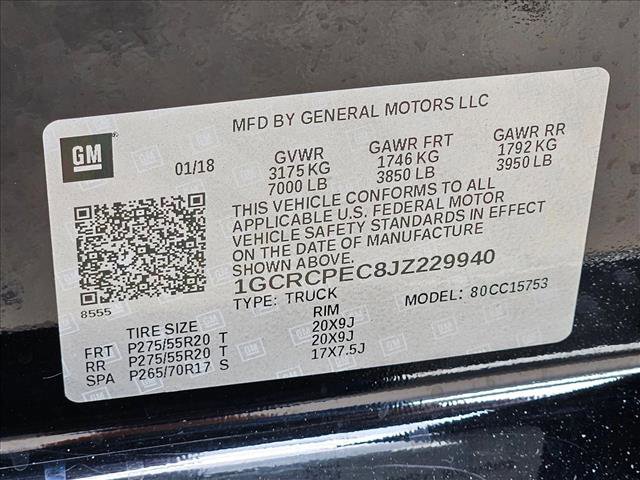 MFD BY GENERAL MOTORS LLC
GM
01/18
GVWR GAWR FRT GAWR RR
3175 KG 1746 KG 1792 KG
7000 LB 3850 LB 3950 LB
THIS VEHICLE CONFORMS TO ALL
APPLICABLE U.S. FEDERAL MOTOR
VEHICLE SAFETY STANDARDS IN EFFECT
ON THE DATE OF MANUFACTURE
SHOWN ABOVE.
1GCRCPEC8JZ229940
8555
TYPE: TRUCK MODEL: 80CC15753
TIRE SIZE RIM
FRT P275/55R20 T 20X9J
RR P275/55R20 T 20X9J
SPA P265/70R17 S 17X7.5J